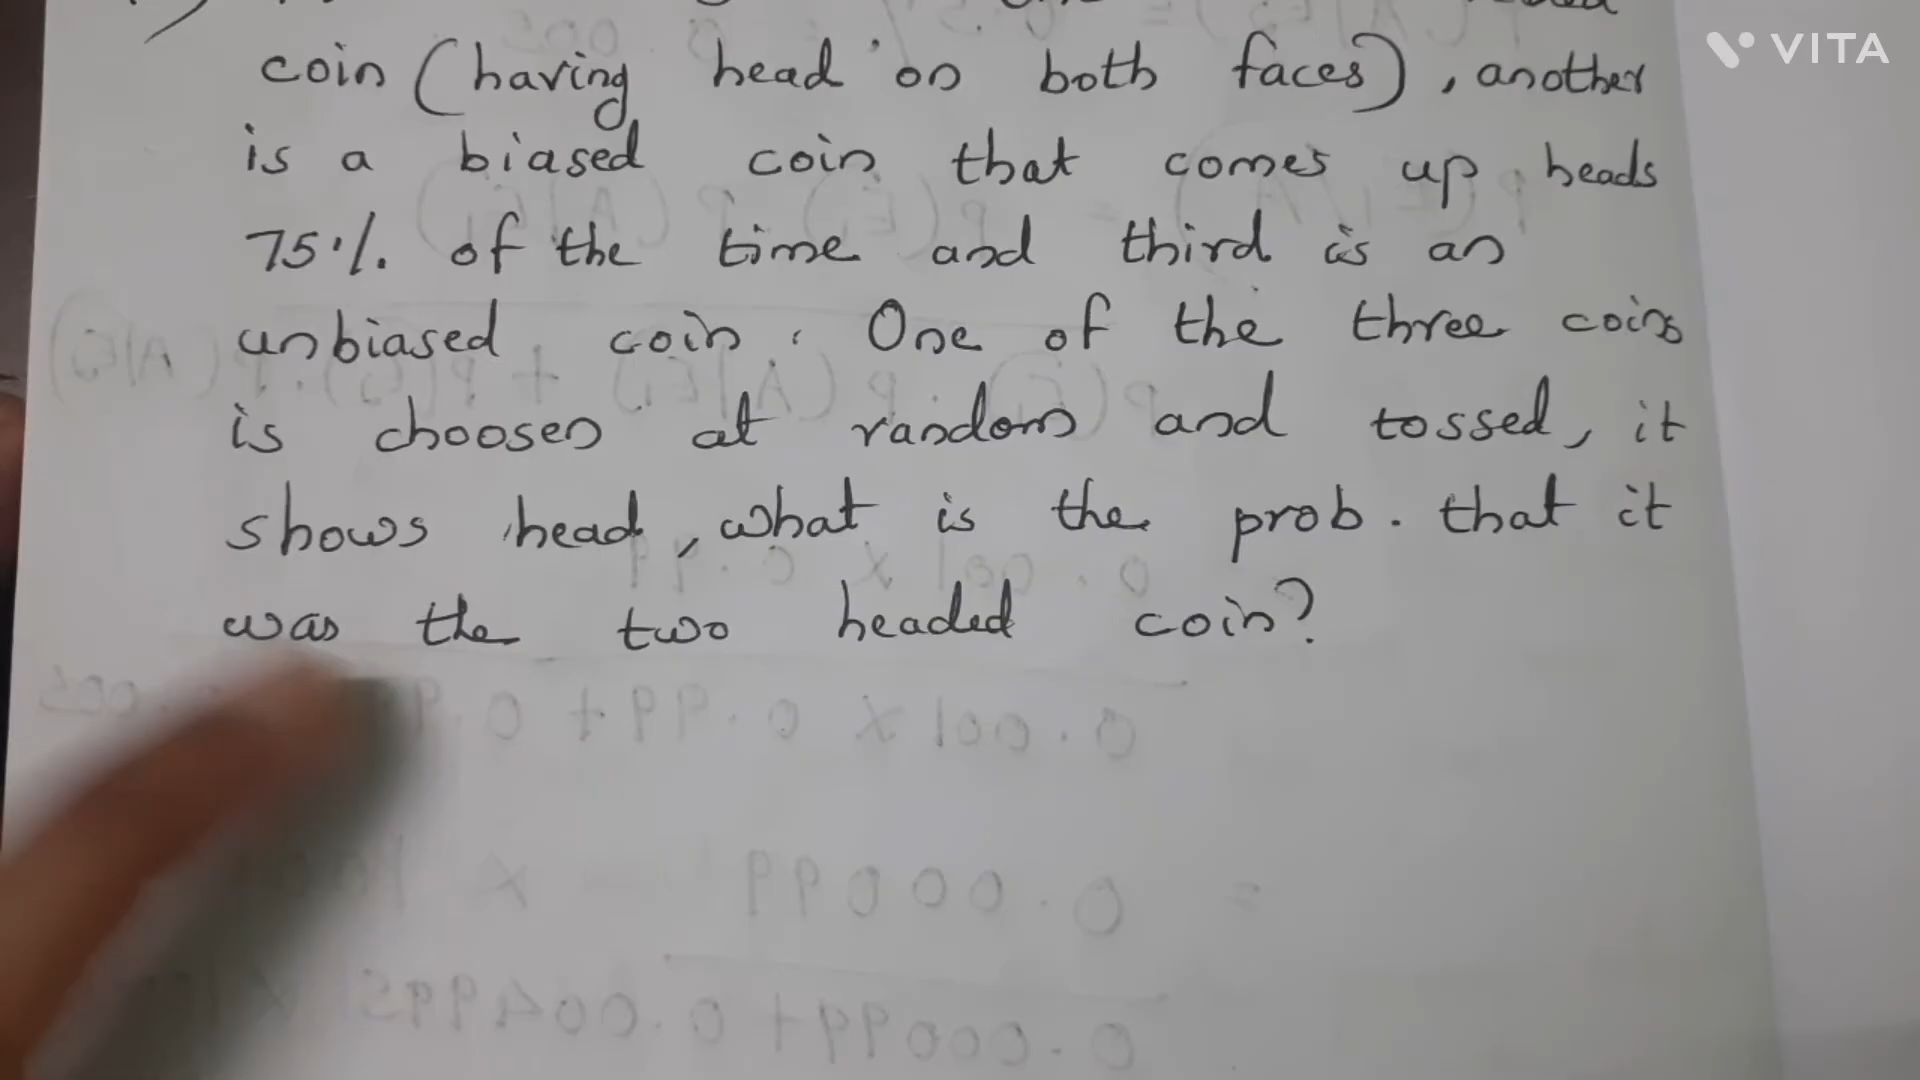 coin (having head on both faces), another
is a biased coin that comes up heads
75%. of the time and third is an
unbiased coin. One of the three coins
is choosen at random and tossed, it
shows head, what is the prob. that it
was the two headed coin?
VITA